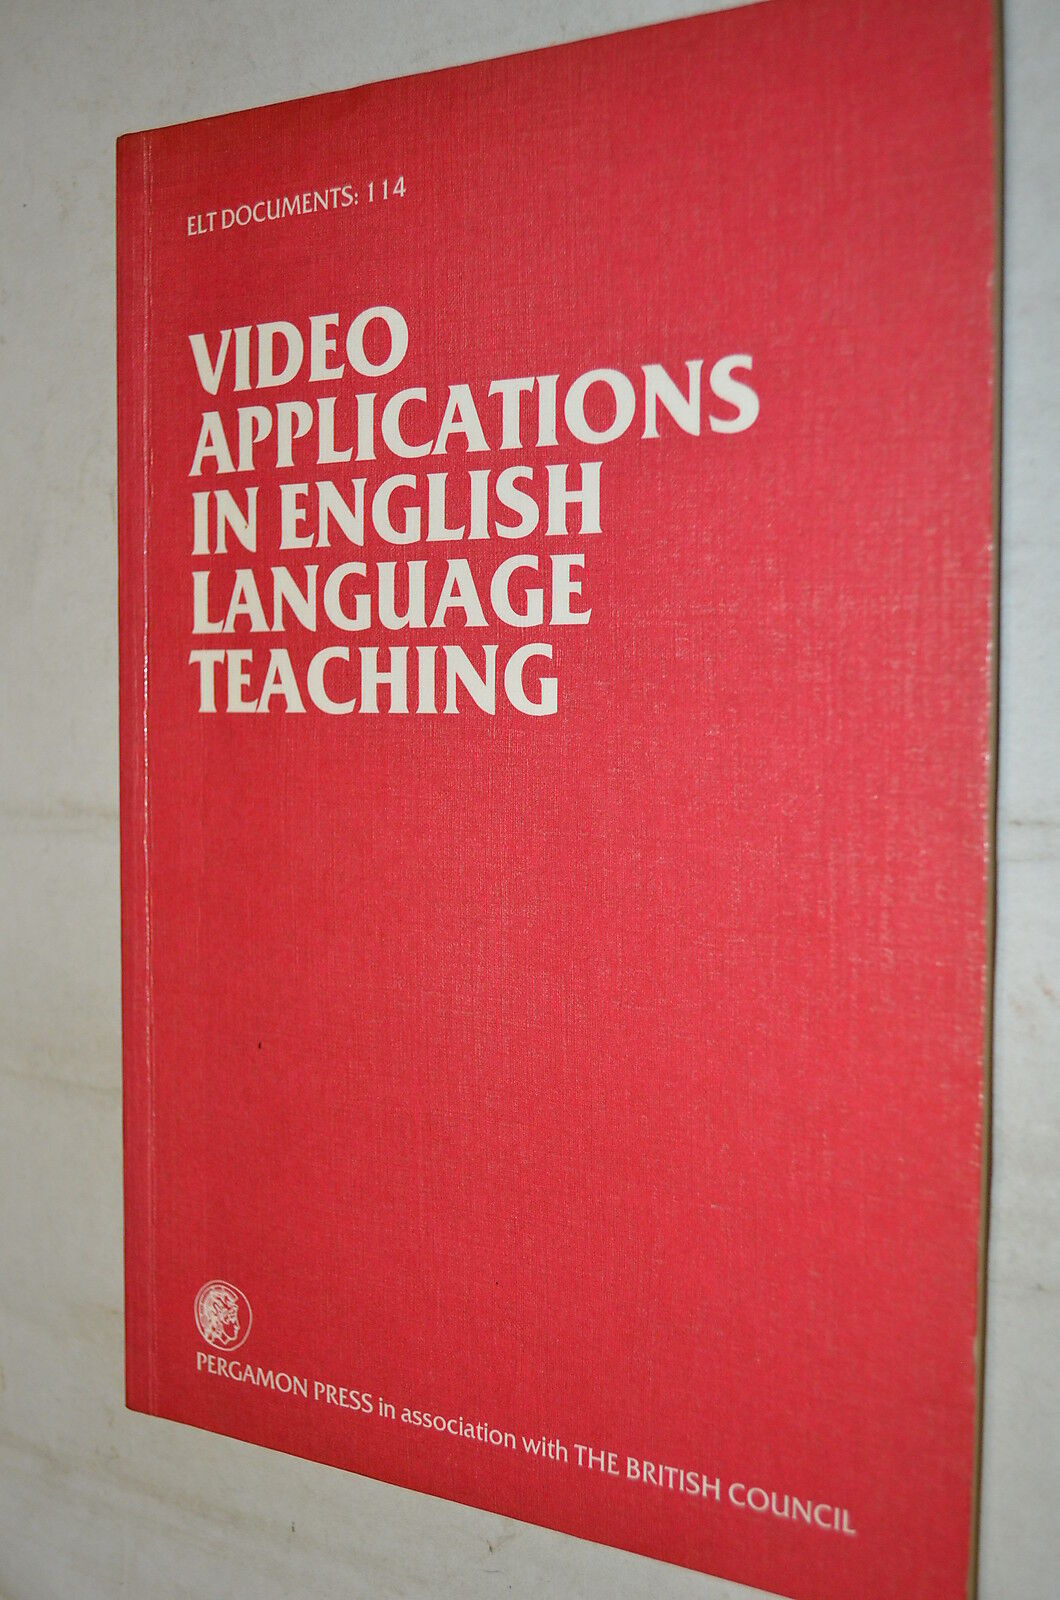 ELT DOCUMENTS: 114
VIDEO
APPLICATIONS
IN ENGLISH
LANGUAGE
TEACHING
PERGAMON PRESS in association with THE BRITISH COUNCIL